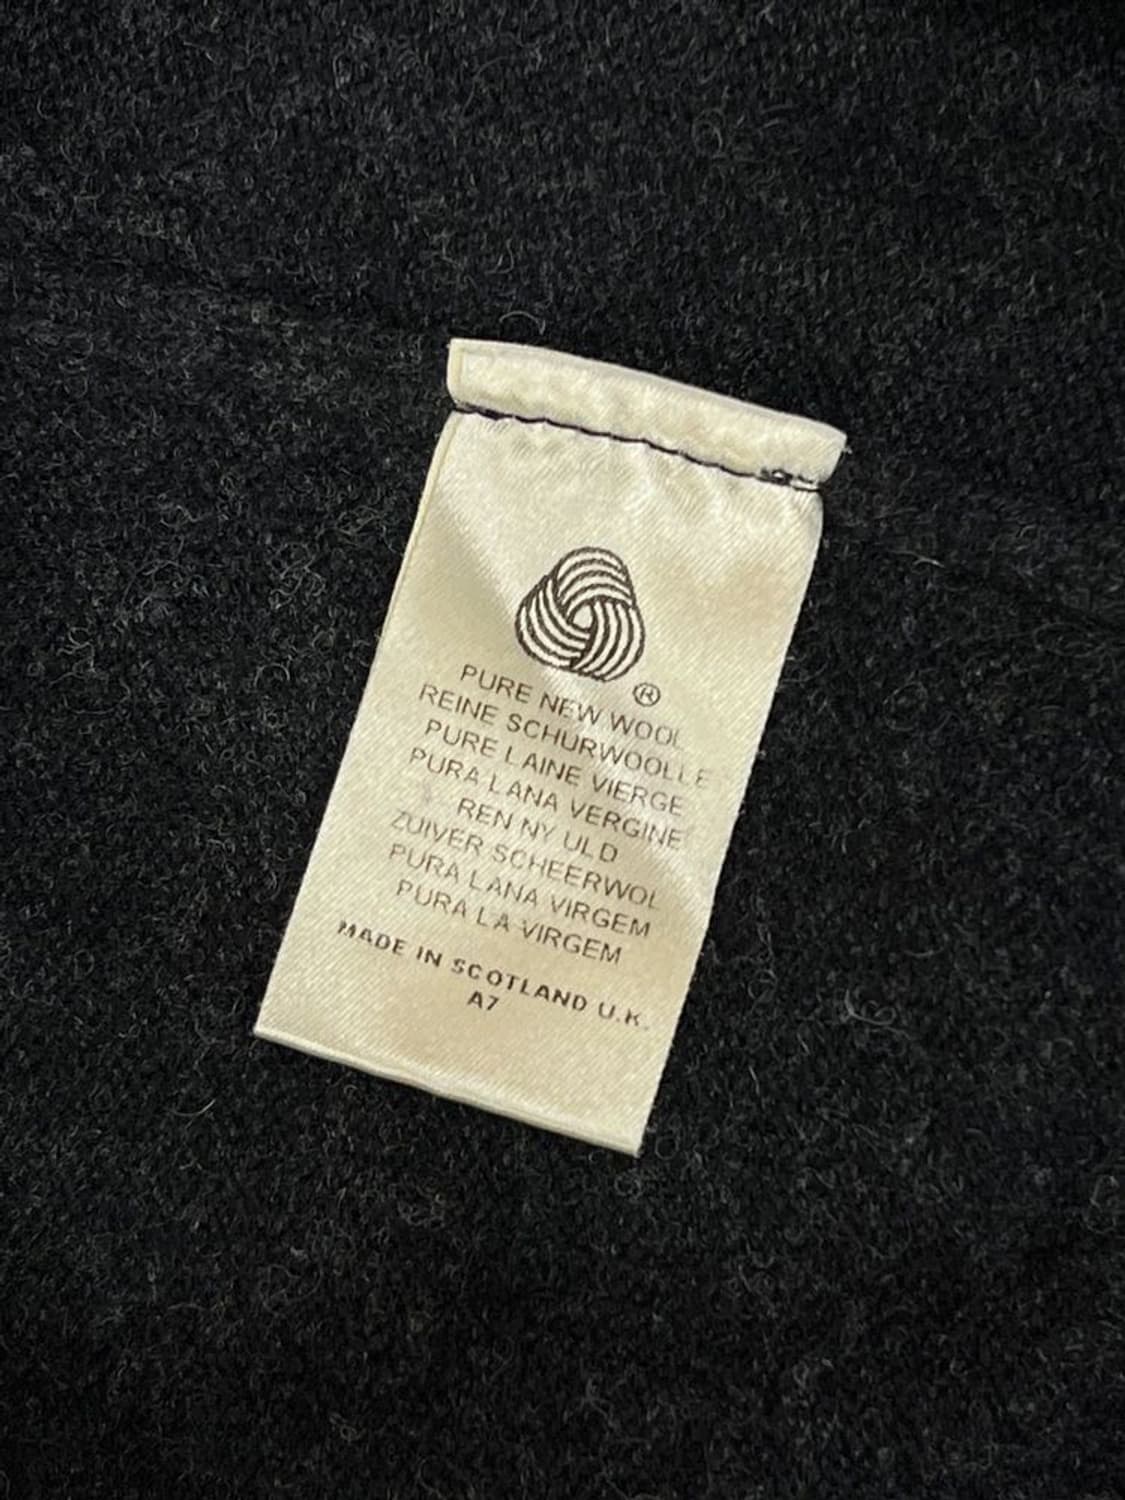 ®
PURE NEW WOOL
REINE SCHURWOOLLE
PURE LAINE VIERGE
PURA LANA VERGINE
REN NY ULD
ZUIVER SCHEERWOL
PURA LANA VIRGEM
PURA LA VIRGEM
MADE IN SCOTLAND U.K.
A7